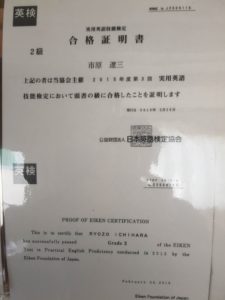 英検
実用英語技能検定
合格証明書
2級
市原 遼三
上記の者は当協会主催 2015年度第3回 実用英語
技能検定において頭書の級に合格したことを証明します
公益財団法人 日本英語検定協会
英検
PROOF OF EIKEN CERTIFICATION
This is to certify that RYOZO ICHIHARA
has successfully passed Grade 2 of the EIKEN
Test in Practical English Proficiency conducted in 2015 by the
Eiken Foundation of Japan.
February 2016
Eiken Foundation of Japan